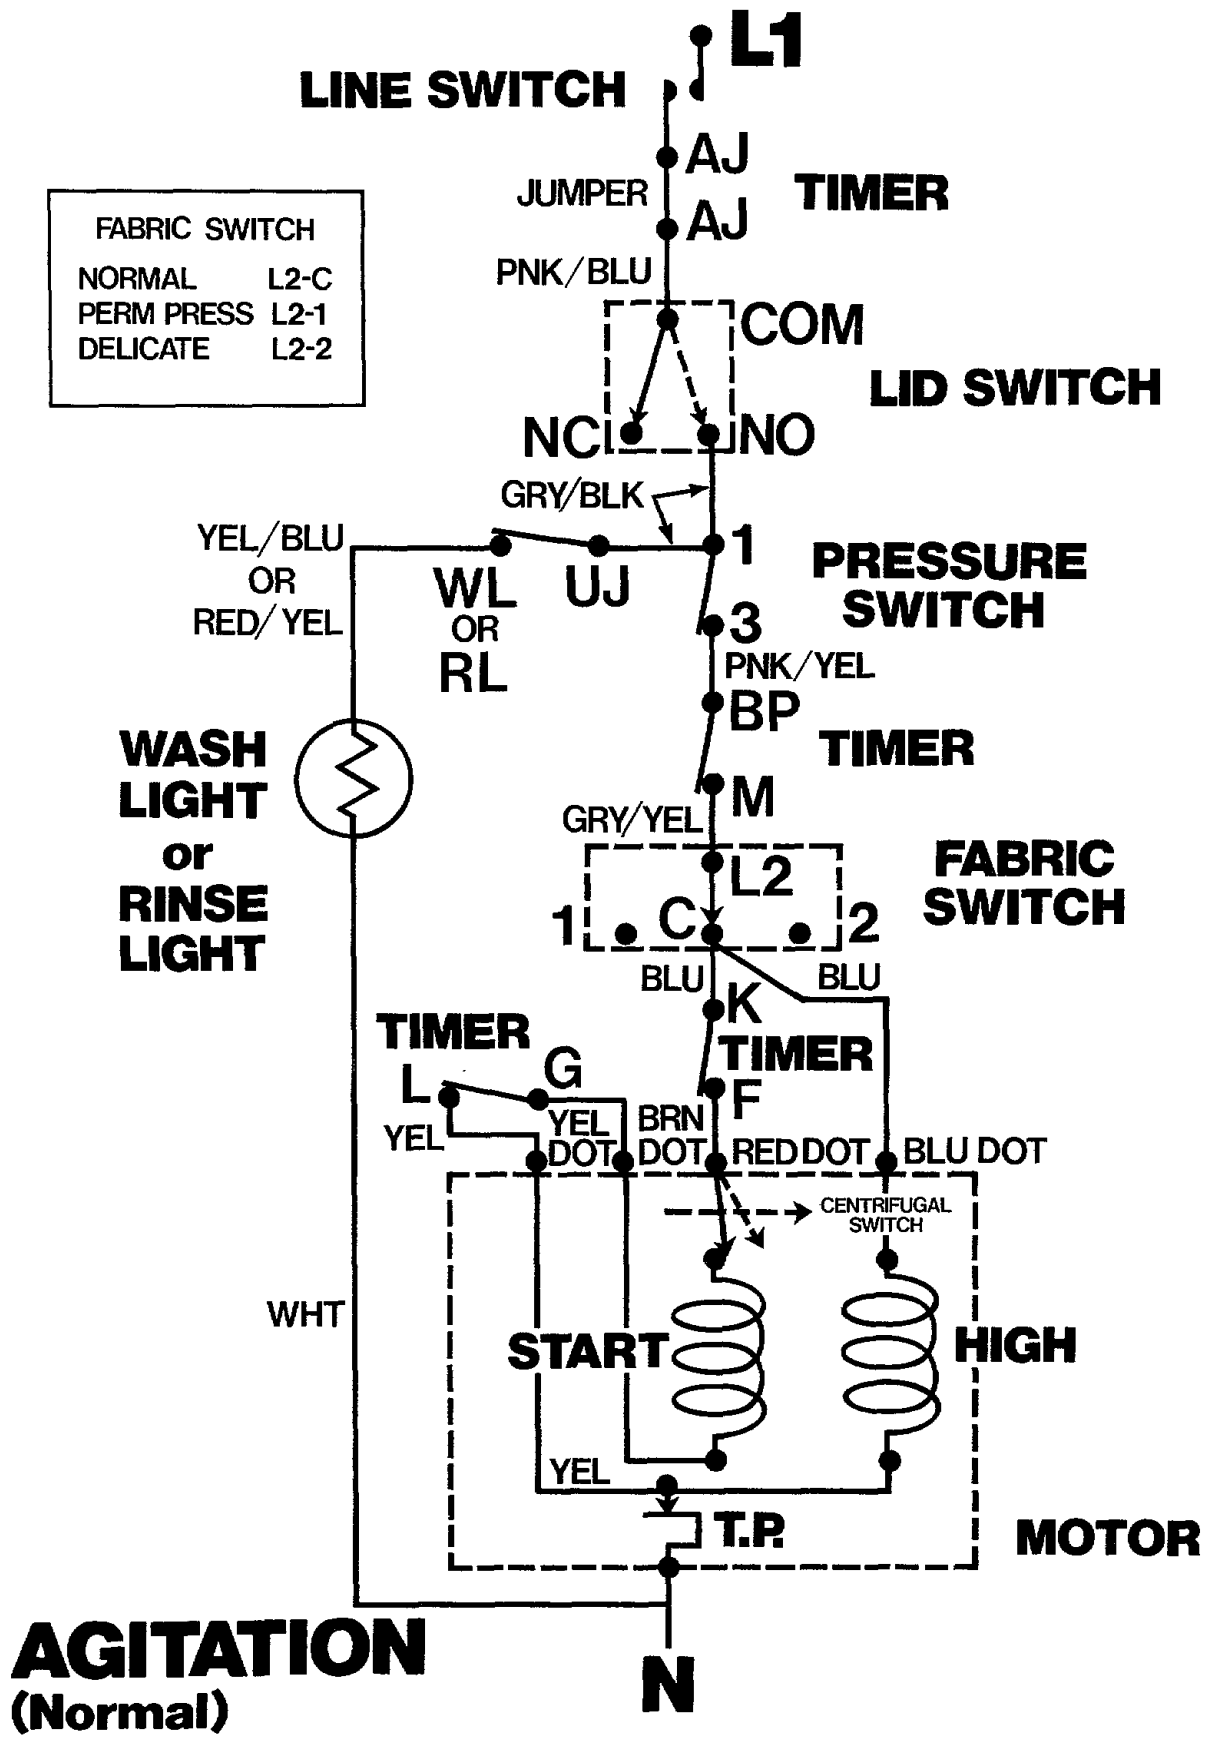 L1
LINE SWITCH
AJ
JUMPER
TIMER
AJ
PNK/BLU
FABRIC SWITCH
NORMAL L2-C
PERM PRESS L2-1
DELICATE L2-2
COM
LID SWITCH
NC
NO
GRY/BLK
YEL/BLU
OR
RED/YEL
WL
OR
RL
UJ
1
PRESSURE
SWITCH
3
PNK/YEL
BP
TIMER
M
GRY/YEL
WASH
LIGHT
or
RINSE
LIGHT
L2
FABRIC
SWITCH
1
C
2
BLU
BLU
K
TIMER
F
TIMER
L
G
YEL
YEL
DOT
BRN
DOT
RED DOT
BLU DOT
CENTRIFUGAL
SWITCH
WHT
START
HIGH
YEL
T.P.
MOTOR
AGITATION
(Normal)
N